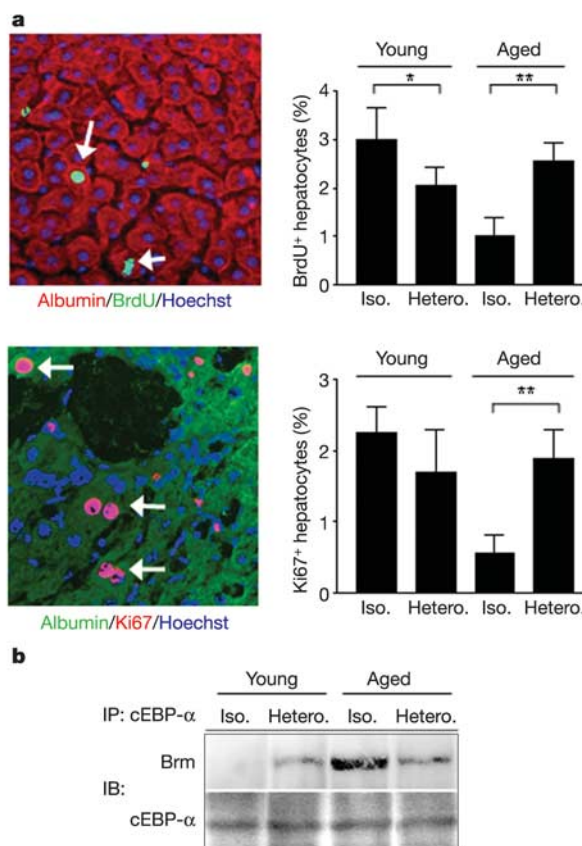 a
Young Aged
* **
4
3
2
1
0
BrdU+ hepatocytes (%)
Iso. Hetero. Iso. Hetero.
Albumin/BrdU/Hoechst
Young Aged
**
3
2
1
0
Ki67+ hepatocytes (%)
Iso. Hetero. Iso. Hetero.
Albumin/Ki67/Hoechst
b
Young Aged
IP: cEBP-α Iso. Hetero. Iso. Hetero.
Brm
IB:
cEBP-α